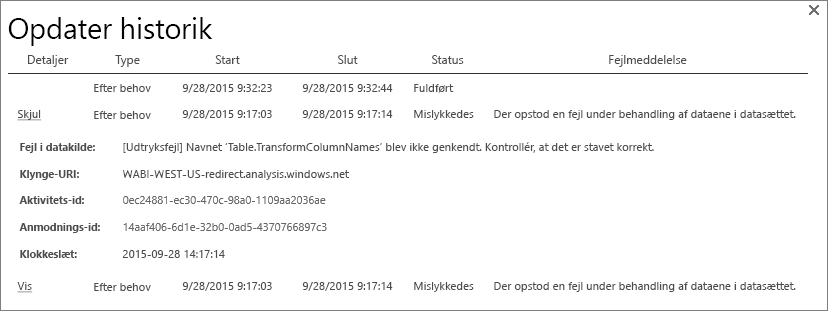 Opdater historik
Detaljer Type Start Slut Status Fejlmeddelelse
Efter behov 9/28/2015 9:32:23 9/28/2015 9:32:44 Fuldført
Skjul Efter behov 9/28/2015 9:17:03 9/28/2015 9:17:14 Mislykkedes Der opstod en fejl under behandling af dataene i datasættet.
Fejl i datakilde: [Udtryksfejl] Navnet 'Table.TransformColumnNames' blev ikke genkendt. Kontrollér, at det er stavet korrekt.
Klynge-URI: WABI-WEST-US-redirect.analysis.windows.net
Aktivitets-id: 0ec24881-ec30-470c-98a0-1109aa2036ae
Anmodnings-id: 14aaf406-6d1e-32b0-0ad5-4370766897c3
Klokkeslæt: 2015-09-28 14:17:14
Vis Efter behov 9/28/2015 9:17:03 9/28/2015 9:17:14 Mislykkedes Der opstod en fejl under behandling af dataene i datasættet.